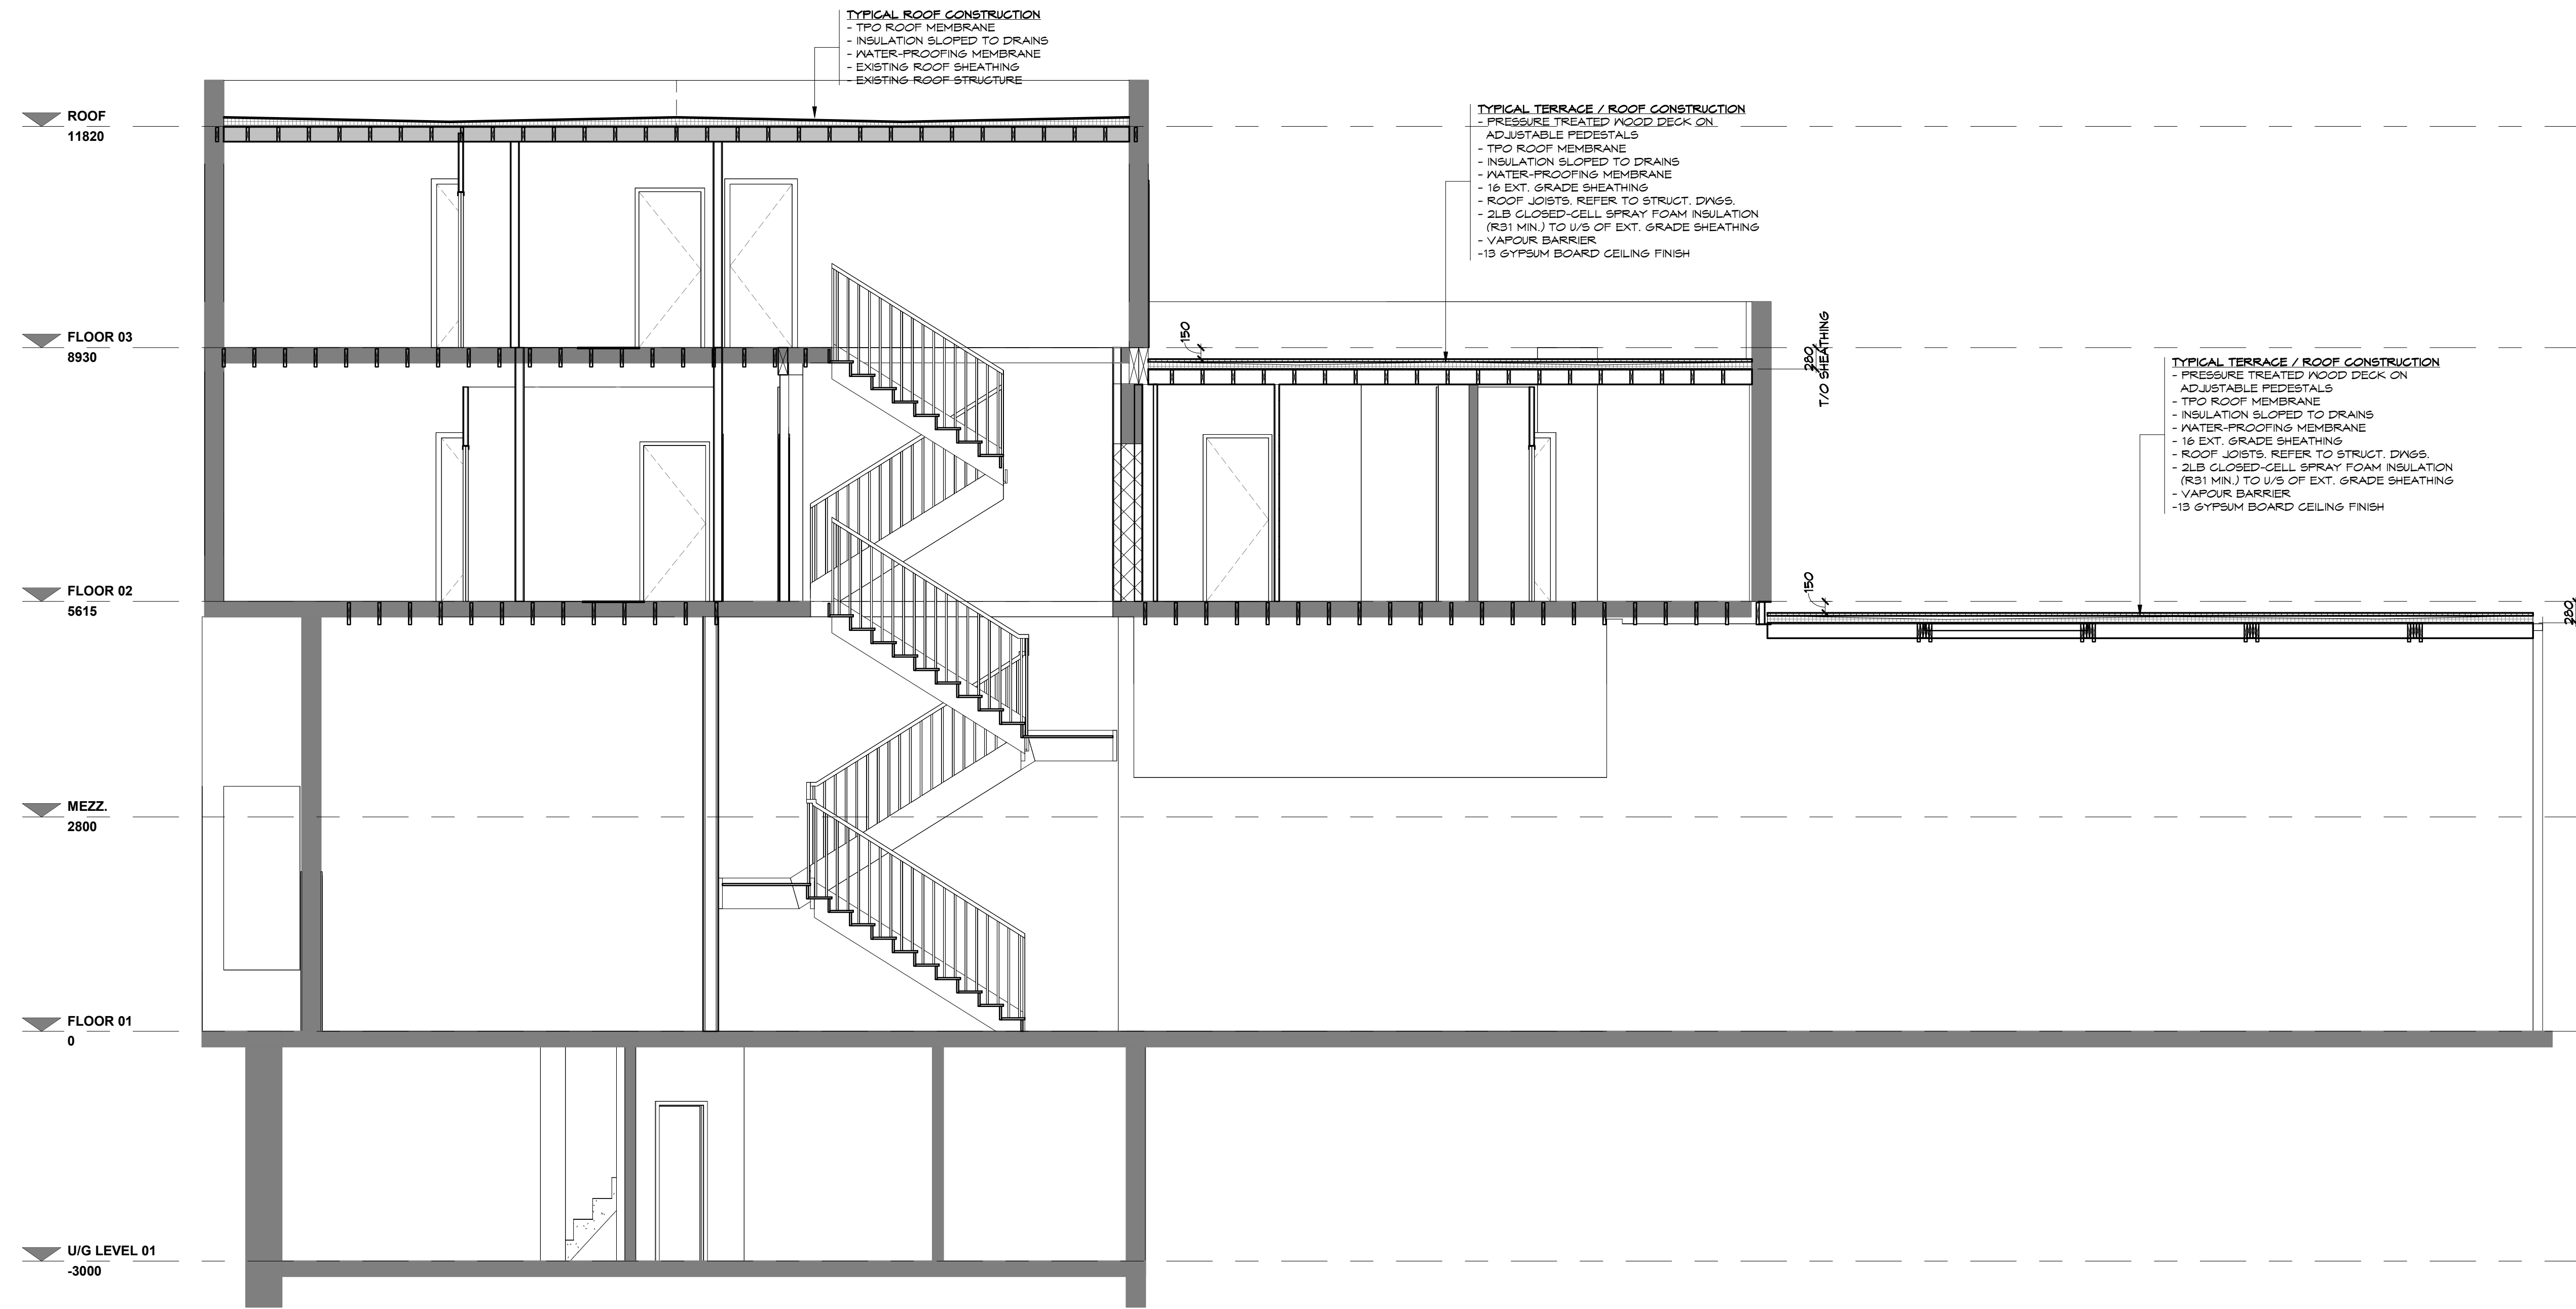 TYPICAL ROOF CONSTRUCTION
- TPO ROOF MEMBRANE
- INSULATION SLOPED TO DRAINS
- WATER-PROOFING MEMBRANE
- EXISTING ROOF SHEATHING
- EXISTING ROOF STRUCTURE
ROOF
11820
TYPICAL TERRACE / ROOF CONSTRUCTION
- PRESSURE TREATED WOOD DECK ON
ADJUSTABLE PEDESTALS
- TPO ROOF MEMBRANE
- INSULATION SLOPED TO DRAINS
- WATER-PROOFING MEMBRANE
- 16 EXT. GRADE SHEATHING
- ROOF JOISTS. REFER TO STRUCT. DWGS.
- 2LB CLOSED-CELL SPRAY FOAM INSULATION
(R31 MIN.) TO U/S OF EXT. GRADE SHEATHING
- VAPOUR BARRIER
-13 GYPSUM BOARD CEILING FINISH
FLOOR 03
8930
150
280
T/O SHEATHING
TYPICAL TERRACE / ROOF CONSTRUCTION
- PRESSURE TREATED WOOD DECK ON
ADJUSTABLE PEDESTALS
- TPO ROOF MEMBRANE
- INSULATION SLOPED TO DRAINS
- WATER-PROOFING MEMBRANE
- 16 EXT. GRADE SHEATHING
- ROOF JOISTS. REFER TO STRUCT. DWGS.
- 2LB CLOSED-CELL SPRAY FOAM INSULATION
(R31 MIN.) TO U/S OF EXT. GRADE SHEATHING
- VAPOUR BARRIER
-13 GYPSUM BOARD CEILING FINISH
FLOOR 02
5615
150
280
MEZZ.
2800
FLOOR 01
0
U/G LEVEL 01
-3000